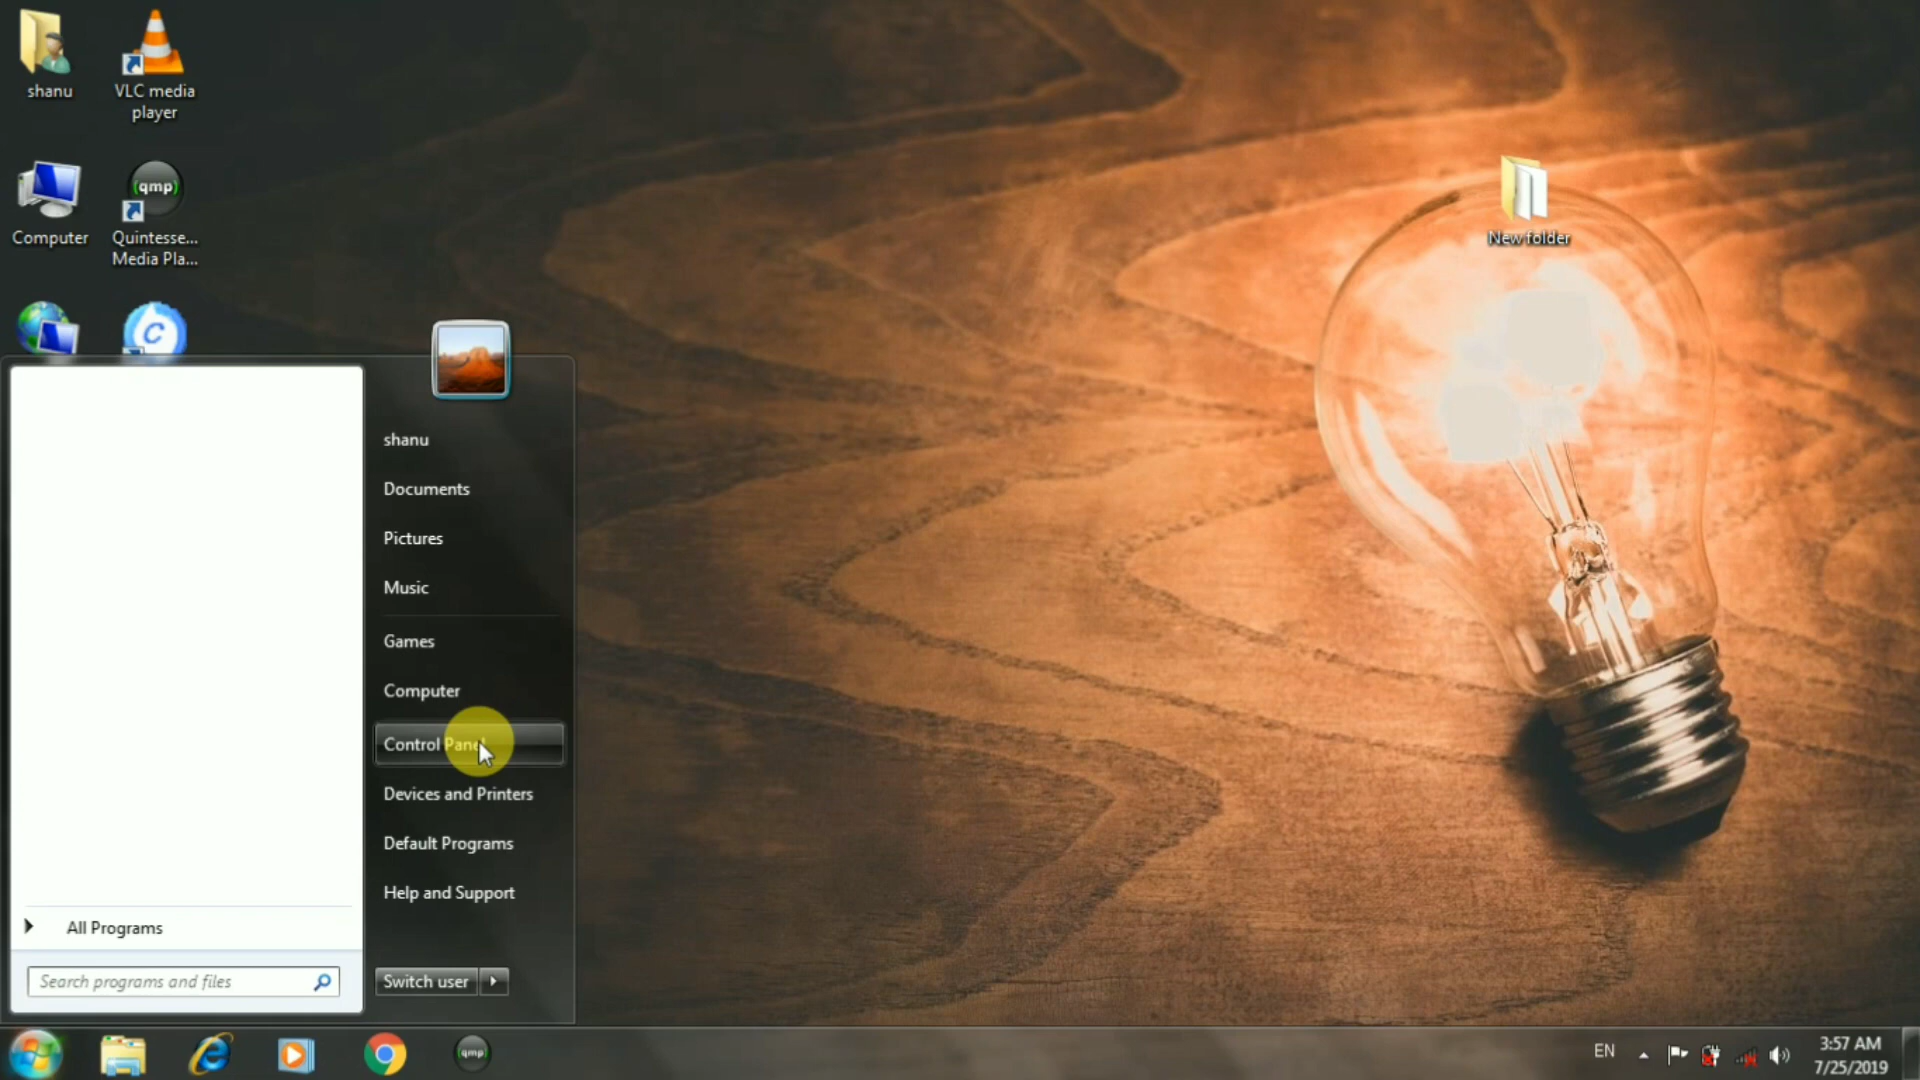 shanu
VLC media
player
Computer
(qmp)
Quintesse...
Media Pla...
C
New folder
shanu
Documents
Pictures
Music
Games
Computer
Control Panel
Devices and Printers
Default Programs
Help and Support
All Programs
Search programs and files
Switch user
(qmp)
EN
3:57 AM
7/25/2019